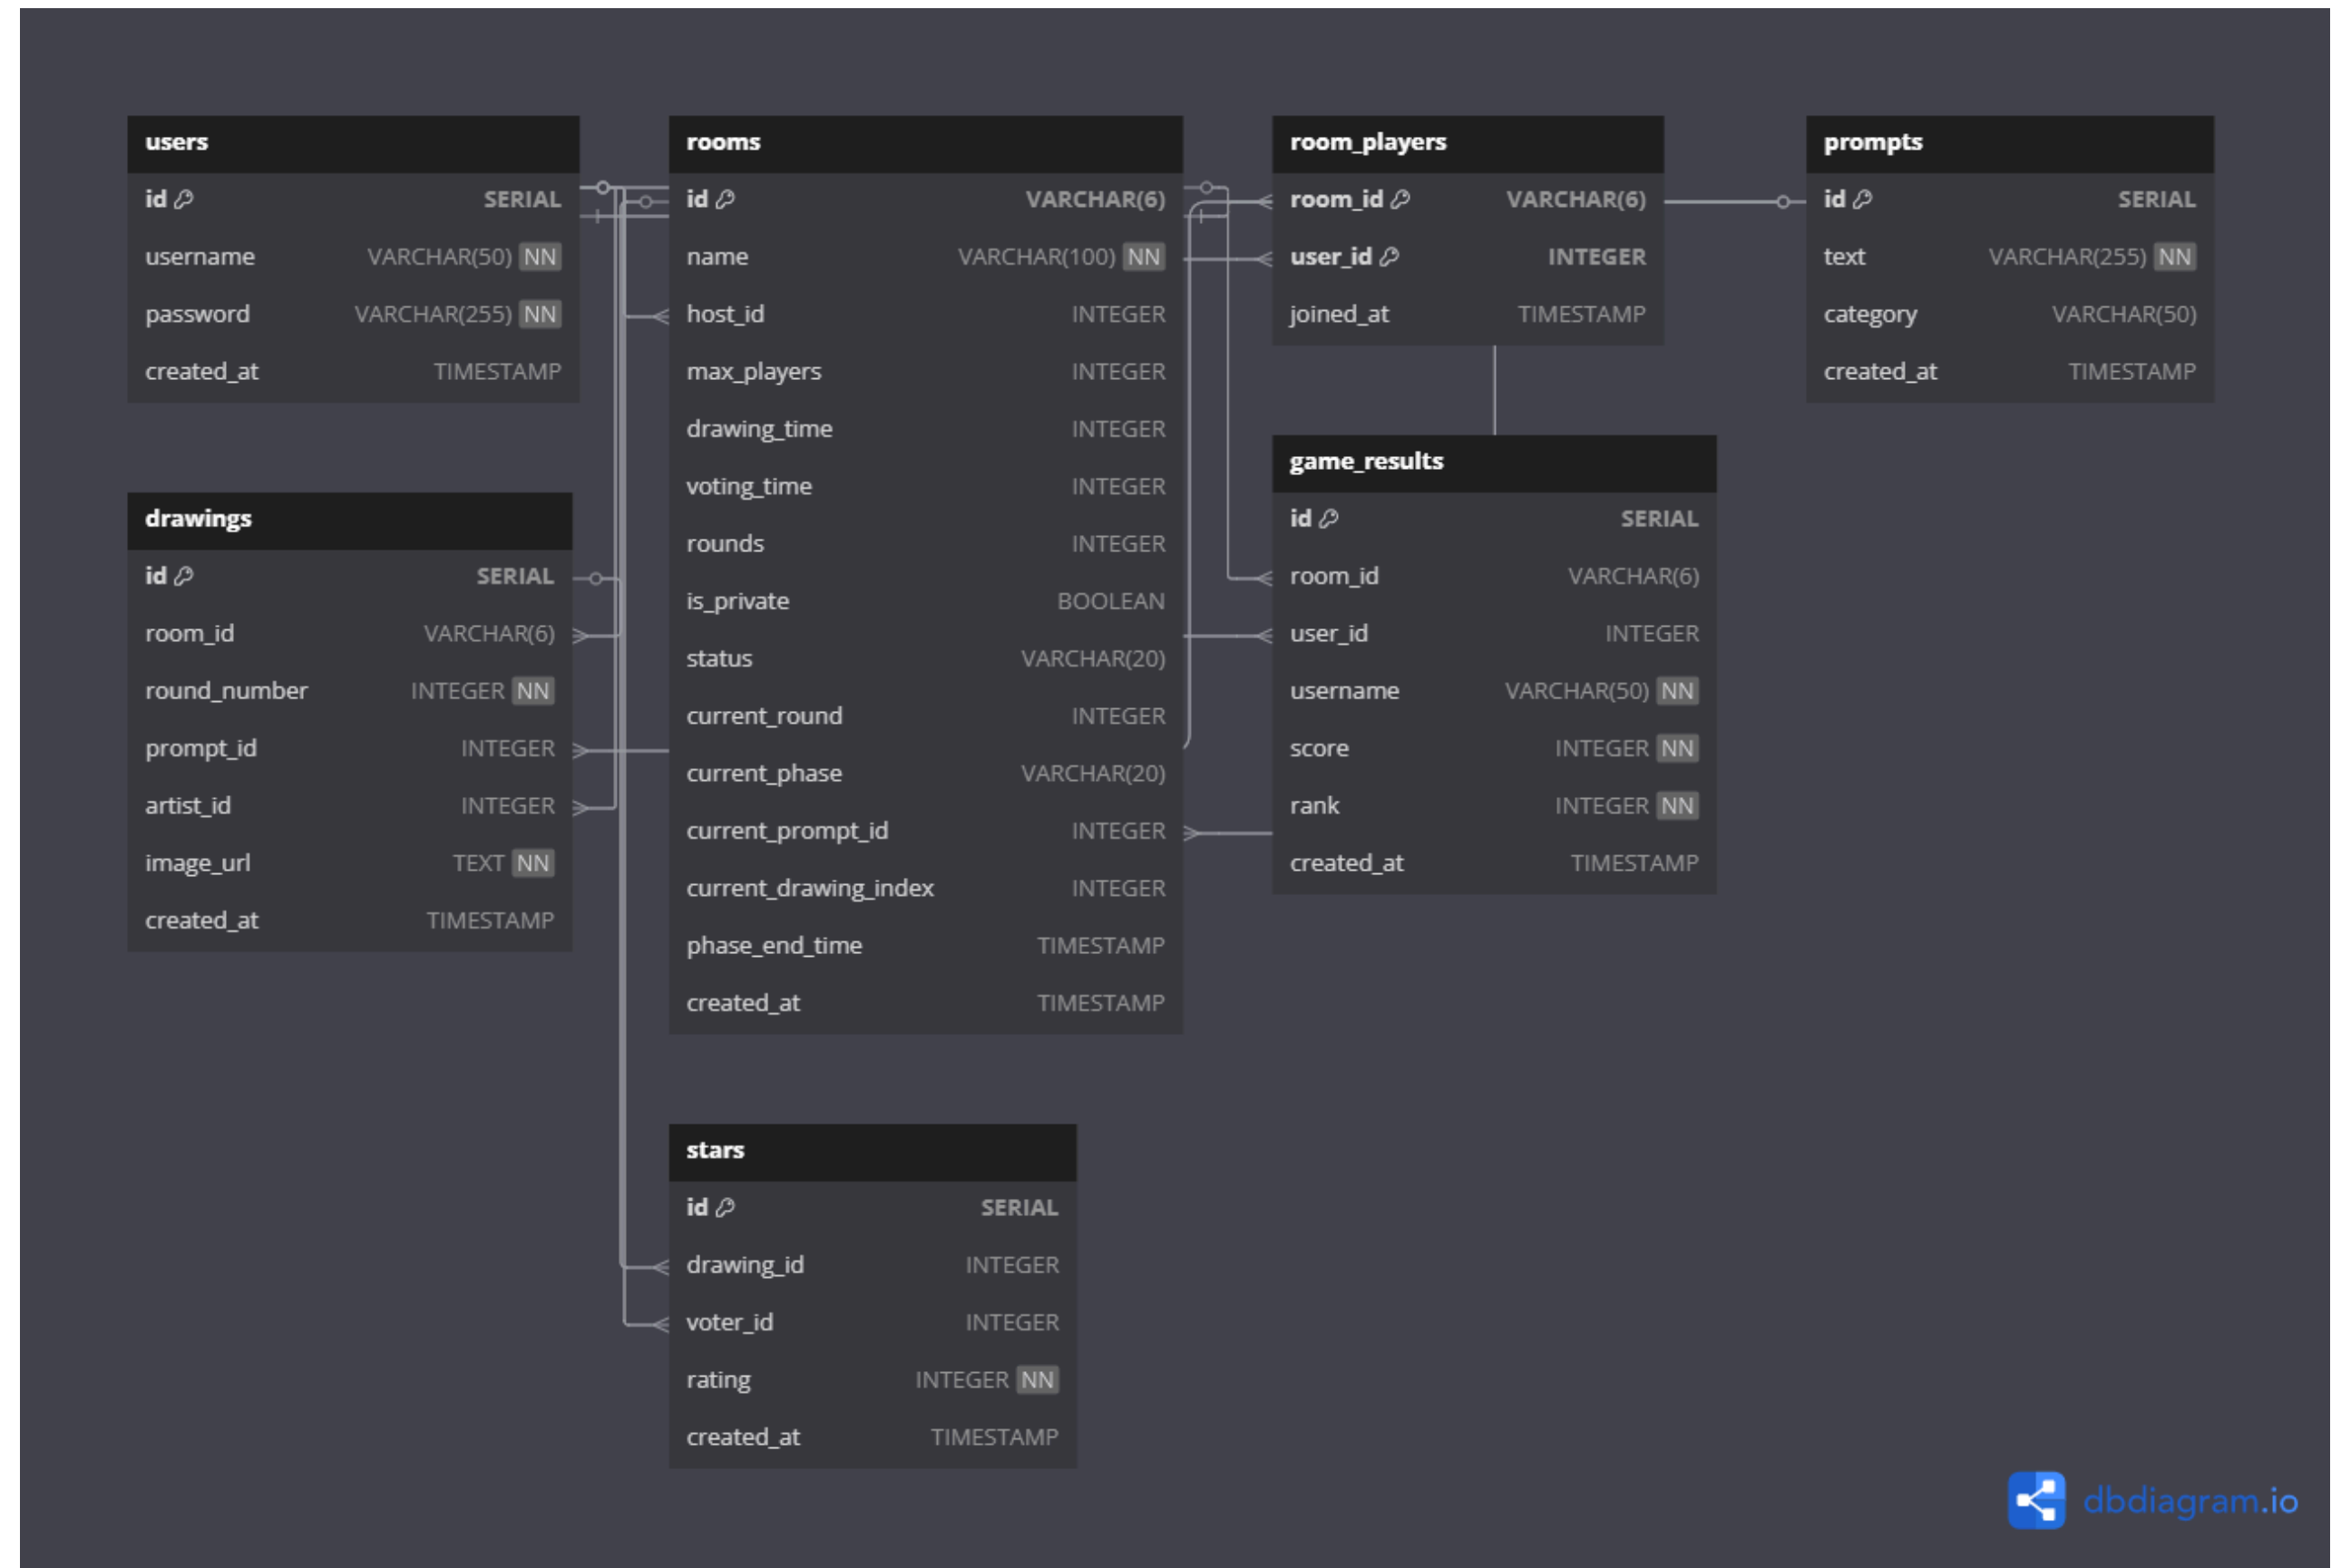 users
id SERIAL
username VARCHAR(50) NN
password VARCHAR(255) NN
created_at TIMESTAMP
drawings
id SERIAL
room_id VARCHAR(6)
round_number INTEGER NN
prompt_id INTEGER
artist_id INTEGER
image_url TEXT NN
created_at TIMESTAMP
rooms
id VARCHAR(6)
name VARCHAR(100) NN
host_id INTEGER
max_players INTEGER
drawing_time INTEGER
voting_time INTEGER
rounds INTEGER
is_private BOOLEAN
status VARCHAR(20)
current_round INTEGER
current_phase VARCHAR(20)
current_prompt_id INTEGER
current_drawing_index INTEGER
phase_end_time TIMESTAMP
created_at TIMESTAMP
stars
id SERIAL
drawing_id INTEGER
voter_id INTEGER
rating INTEGER NN
created_at TIMESTAMP
room_players
room_id VARCHAR(6)
user_id INTEGER
joined_at TIMESTAMP
game_results
id SERIAL
room_id VARCHAR(6)
user_id INTEGER
username VARCHAR(50) NN
score INTEGER NN
rank INTEGER NN
created_at TIMESTAMP
prompts
id SERIAL
text VARCHAR(255) NN
category VARCHAR(50)
created_at TIMESTAMP
dbdiagram.io